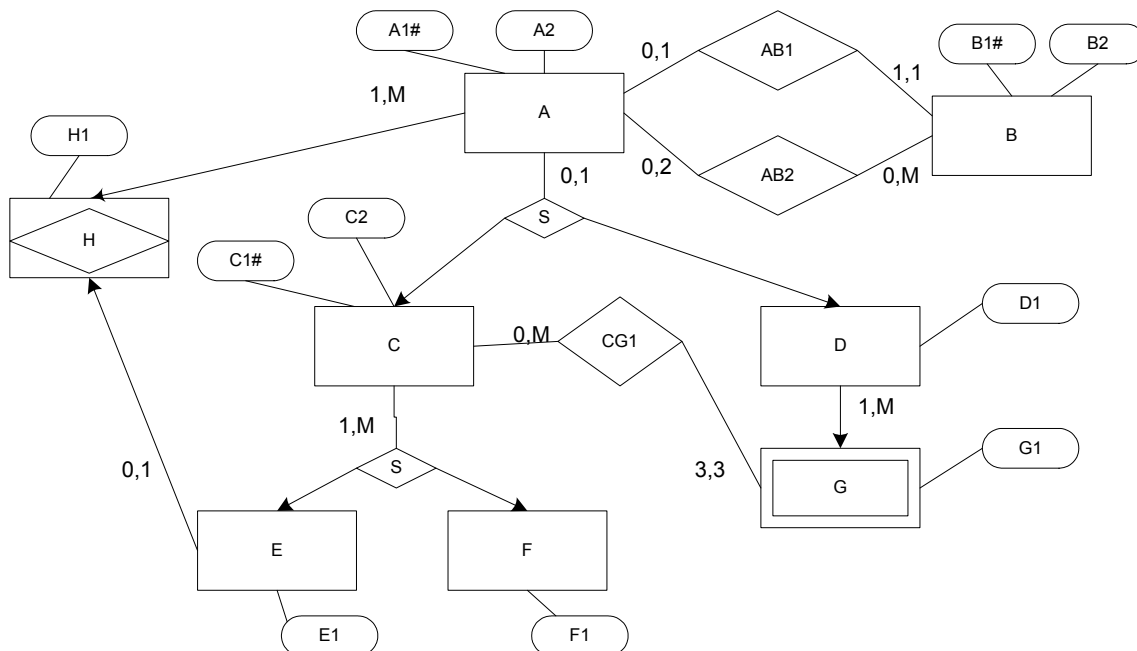 A1#
A2
AB1
B1#
B2
0,1
1,1
1,M
A
B
H1
0,1
0,2
AB2
0,M
S
C2
H
C1#
D1
C
0,M
CG1
D
1,M
1,M
S
G1
0,1
3,3
G
E
F
E1
F1